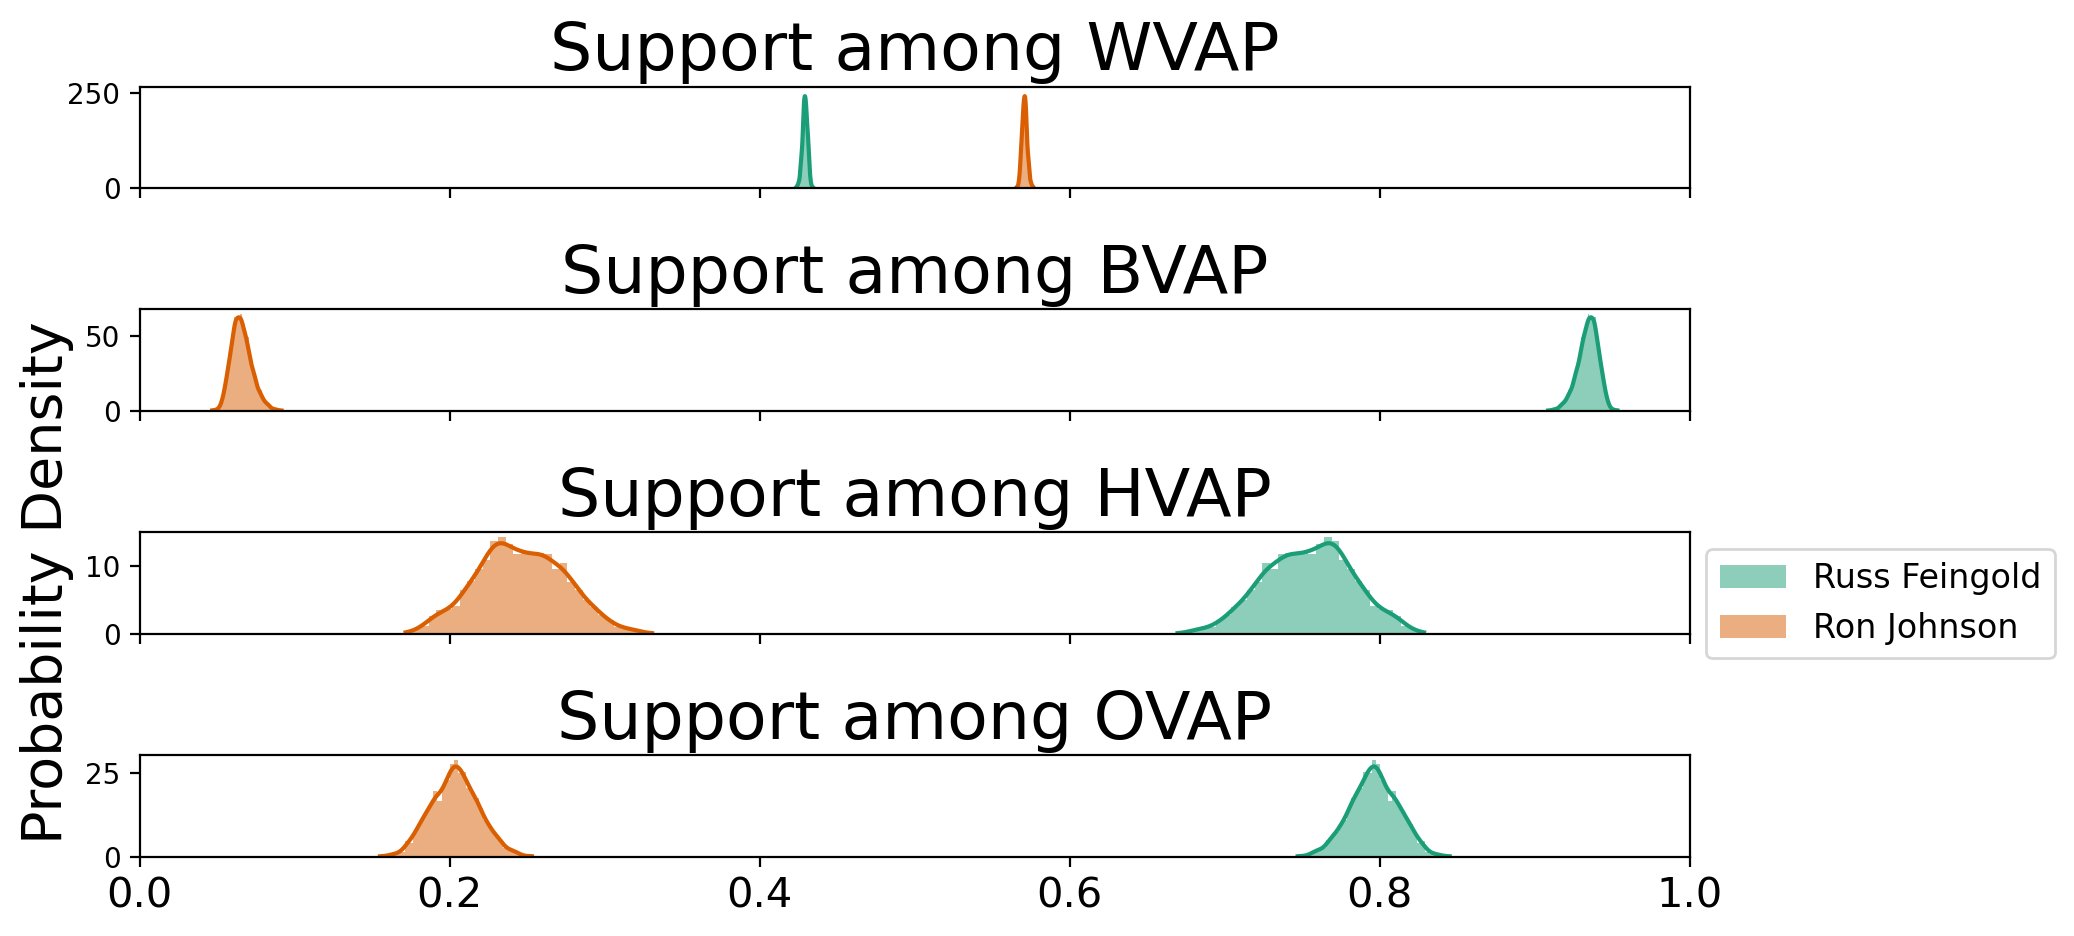 Support among WVAP
250
0
Support among BVAP
50
0
Support among HVAP
10
0
Support among OVAP
25
0
0.0 0.2 0.4 0.6 0.8 1.0
Probability Density
Russ Feingold
Ron Johnson